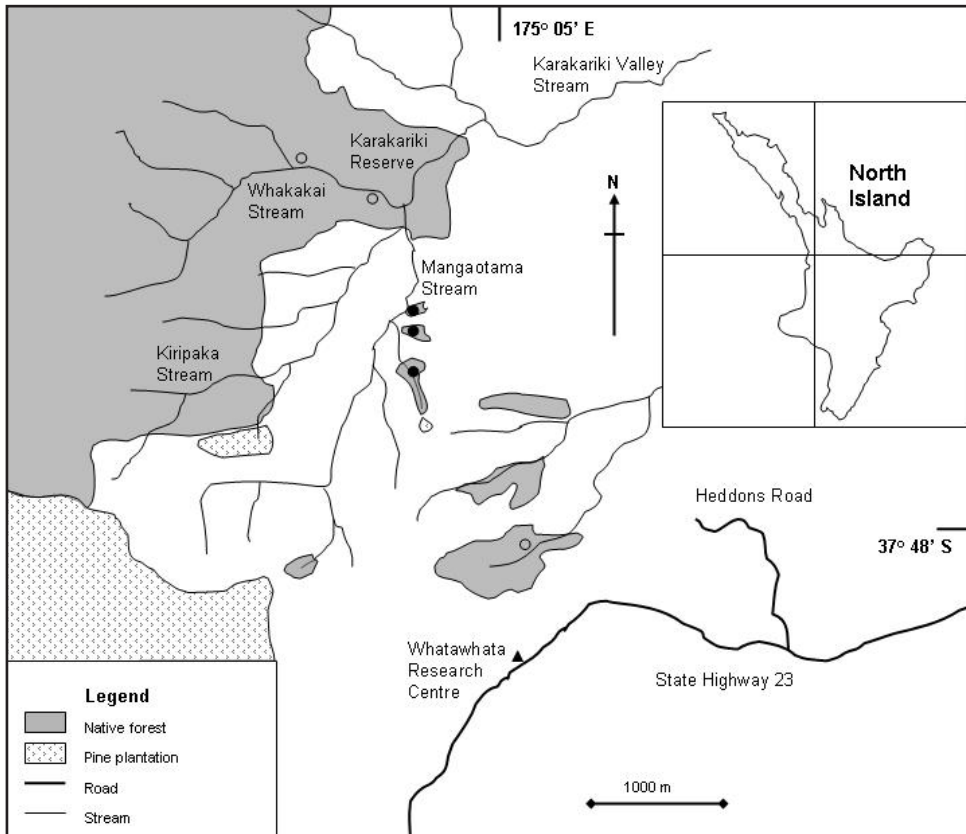 175° 05' E
Karakariki Valley
Stream
Karakariki
Reserve
Whakakai
Stream
N
North
Island
Mangaotama
Stream
Kiripaka
Stream
Heddons Road
37° 48' S
Whatawhata
Research
Centre
State Highway 23
Legend
Native forest
Pine plantation
Road
Stream
1000 m